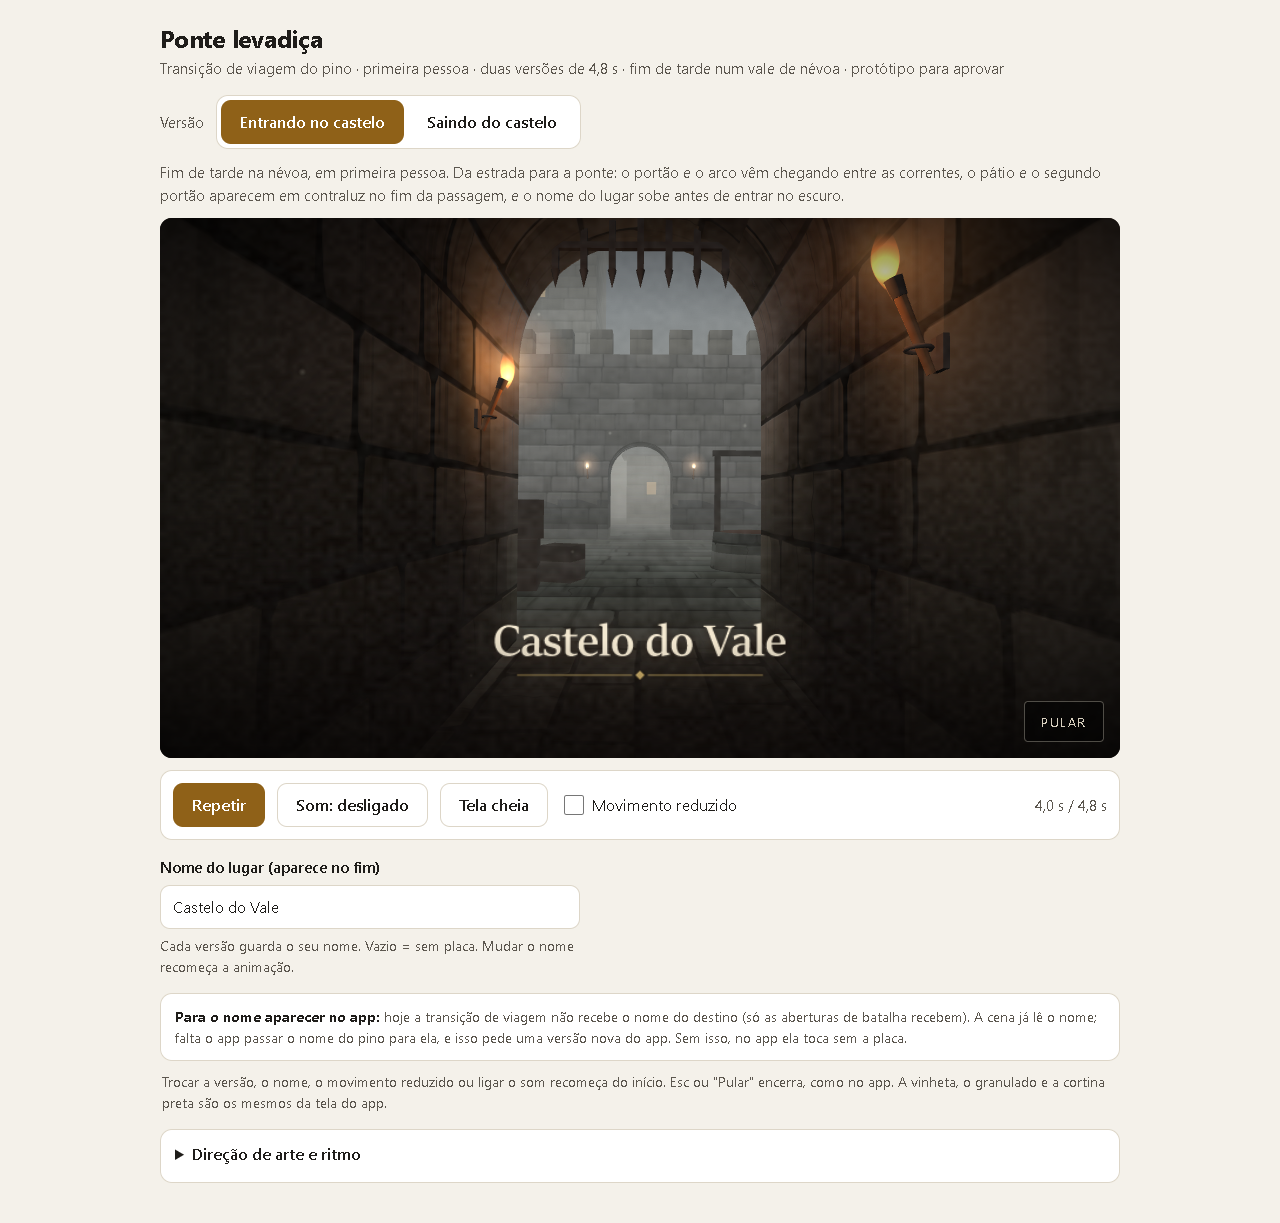 Ponte levadiça
Transição de viagem do pino · primeira pessoa · duas versões de 4,8 s · fim de tarde num vale de névoa · protótipo para aprovar
Versão
Entrando no castelo
Saindo do castelo
Fim de tarde na névoa, em primeira pessoa. Da estrada para a ponte: o portão e o arco vêm chegando entre as correntes, o pátio e o segundo
portão aparecem em contraluz no fim da passagem, e o nome do lugar sobe antes de entrar no escuro.
Castelo do Vale
PULAR
Repetir
Som: desligado
Tela cheia
Movimento reduzido
4,0 s / 4,8 s
Nome do lugar (aparece no fim)
Castelo do Vale
Cada versão guarda o seu nome. Vazio = sem placa. Mudar o nome
recomeça a animação.
Para o nome aparecer no app: hoje a transição de viagem não recebe o nome do destino (só as aberturas de batalha recebem). A cena já lê o nome;
falta o app passar o nome do pino para ela, e isso pede uma versão nova do app. Sem isso, no app ela toca sem a placa.
Trocar a versão, o nome, o movimento reduzido ou ligar o som recomeça do início. Esc ou "Pular" encerra, como no app. A vinheta, o granulado e a cortina
preta são os mesmos da tela do app.
Direção de arte e ritmo